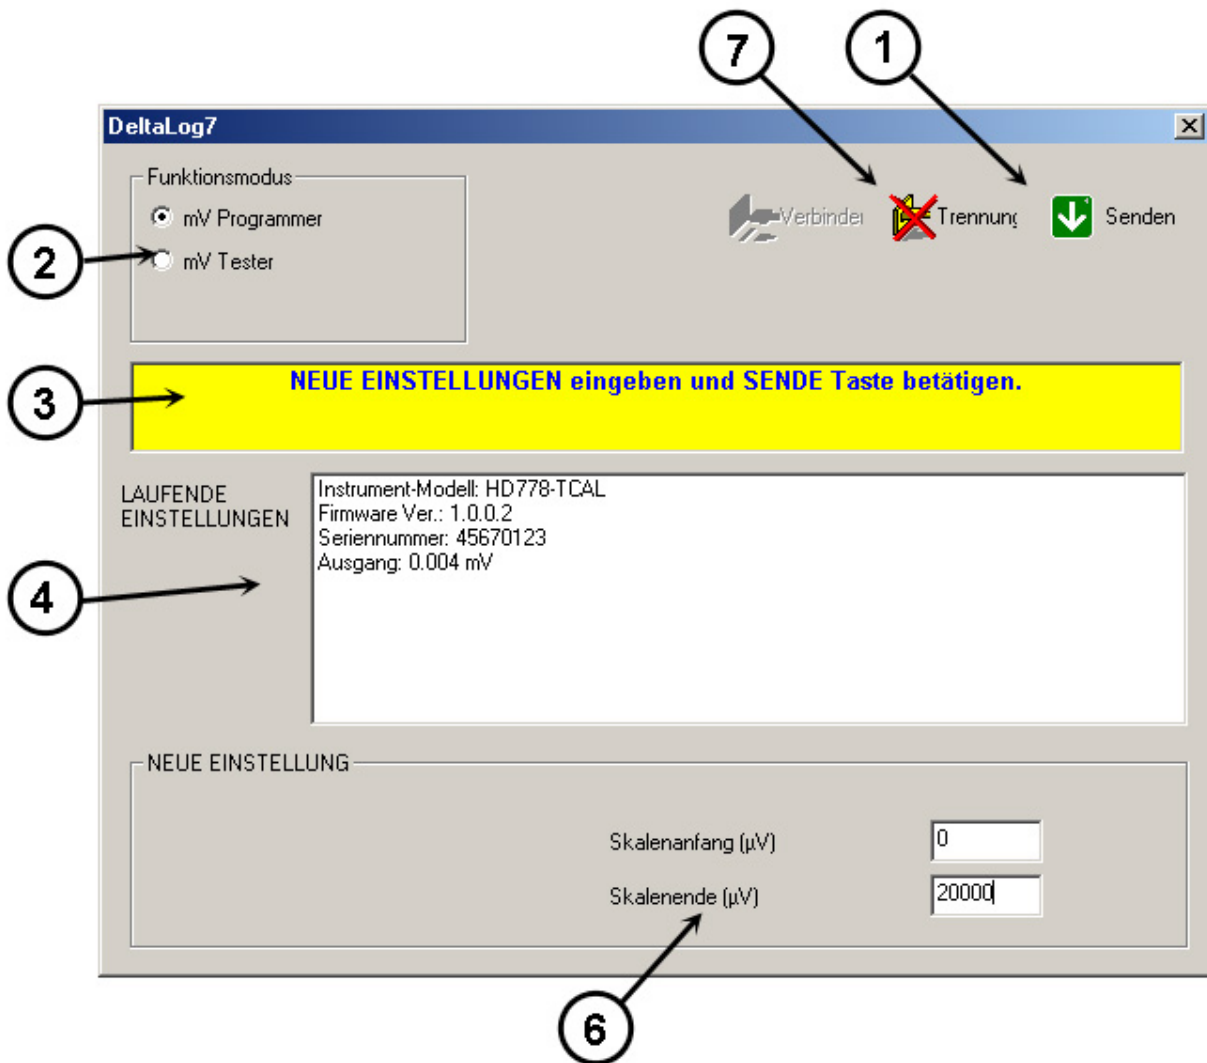 7 1
DeltaLog7
Funktionsmodus
mV Programmer
mV Tester
Verbinder
Trennung
Senden
2
3
NEUE EINSTELLUNGEN eingeben und SENDE Taste betätigen.
LAUFENDE
EINSTELLUNGEN
Instrument-Modell: HD778-TCAL
Firmware Ver.: 1.0.0.2
Seriennummer: 45670123
Ausgang: 0.004 mV
4
NEUE EINSTELLUNG
Skalenanfang (µV) 0
Skalenende (µV) 20000
6